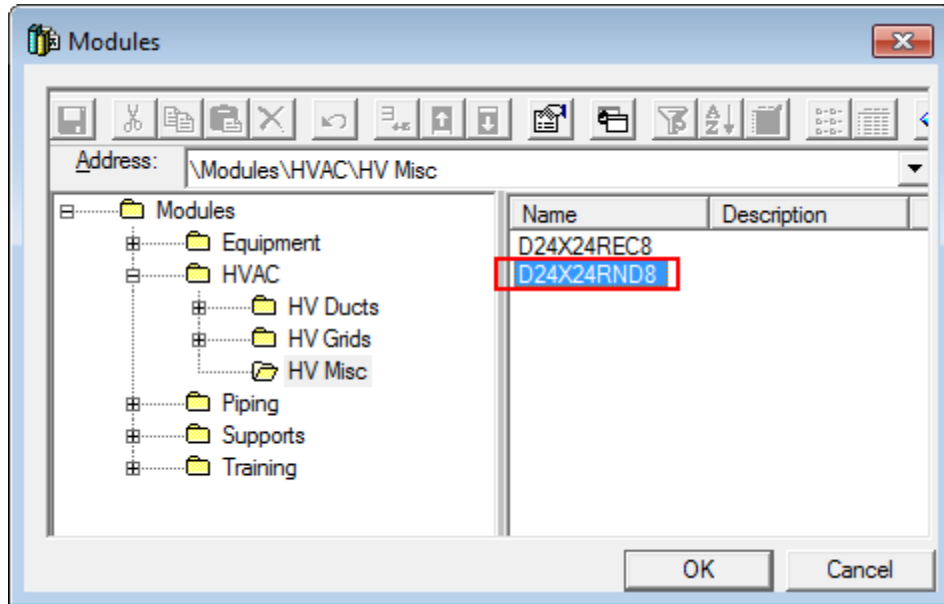 Modules
Address: \Modules\HVAC\HV Misc
Modules
Equipment
HVAC
HV Ducts
HV Grids
HV Misc
Piping
Supports
Training
Name Description
D24X24REC8
D24X24RND8
OK Cancel